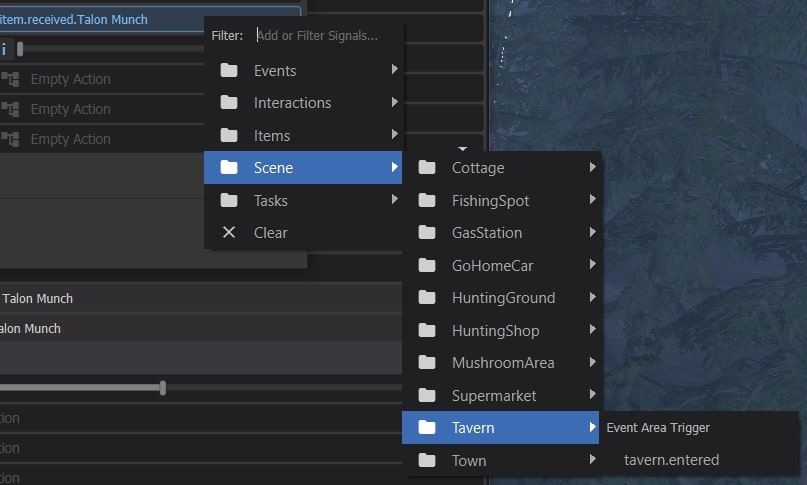 item.received.Talon Munch
i
Empty Action
Empty Action
Empty Action
Filter: Add or Filter Signals...
Events
Interactions
Items
Scene
Tasks
Clear
Cottage
FishingSpot
GasStation
GoHomeCar
HuntingGround
HuntingShop
MushroomArea
Supermarket
Tavern
Town
Event Area Trigger
tavern.entered
Talon Munch
alon Munch
tion
tion
tion